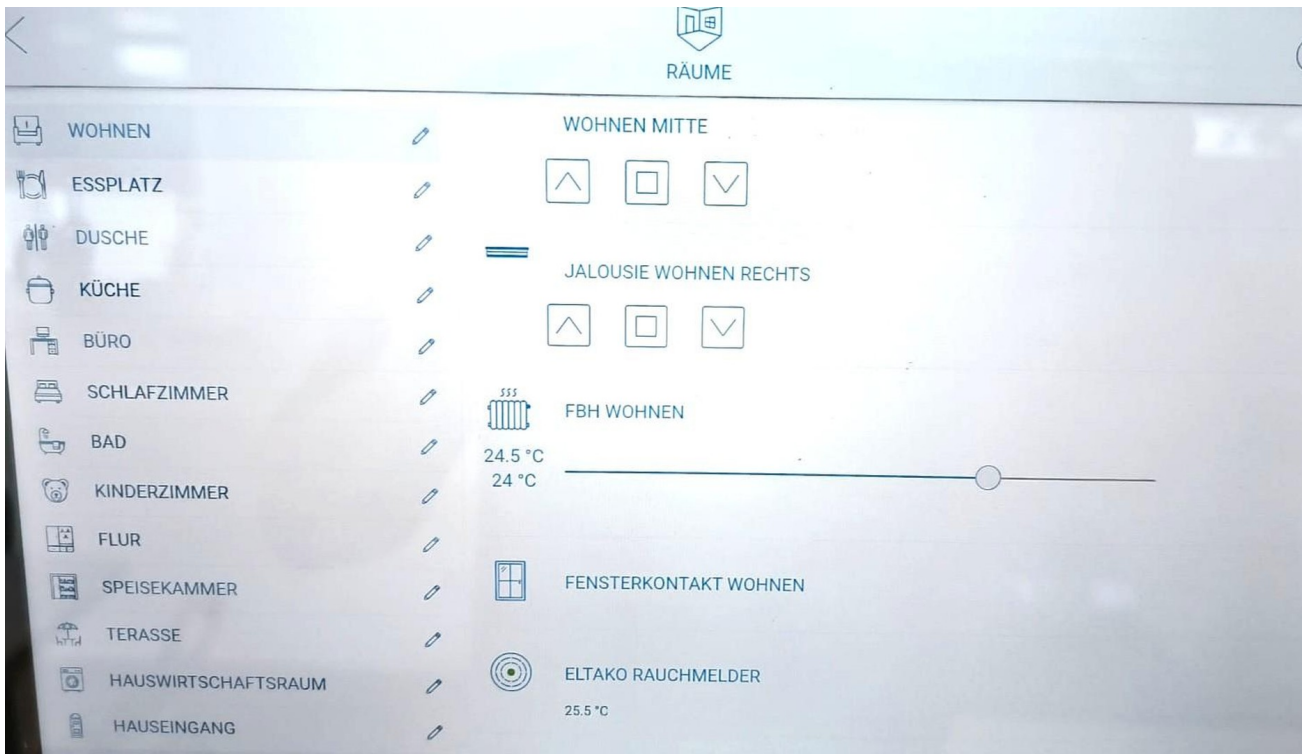 RÄUME
WOHNEN
ESSPLATZ
DUSCHE
KÜCHE
BÜRO
SCHLAFZIMMER
BAD
KINDERZIMMER
FLUR
SPEISEKAMMER
TERASSE
HAUSWIRTSCHAFTSRAUM
HAUSEINGANG
WOHNEN MITTE
JALOUSIE WOHNEN RECHTS
FBH WOHNEN
24.5 °C
24 °C
FENSTERKONTAKT WOHNEN
ELTAKO RAUCHMELDER
25.5 °C